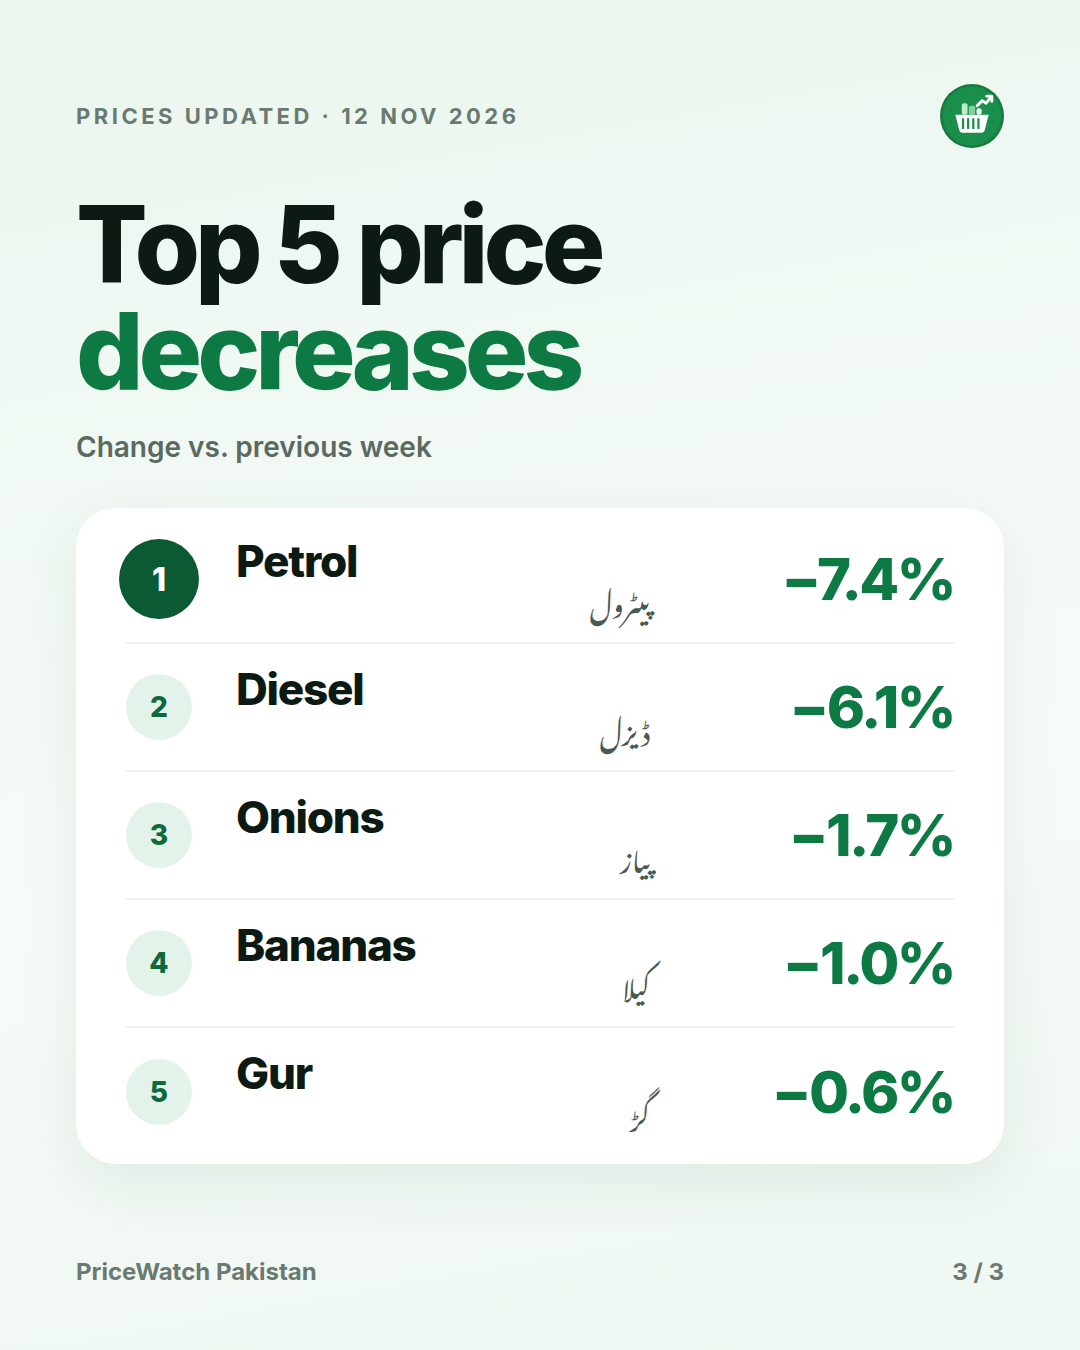 PRICES UPDATED · 12 NOV 2026
Top 5 price
decreases
Change vs. previous week
1 Petrol −7.4%
پیٹرول
2 Diesel −6.1%
ڈیزل
3 Onions −1.7%
پیاز
4 Bananas −1.0%
کیلا
5 Gur −0.6%
گڑ
PriceWatch Pakistan 3 / 3